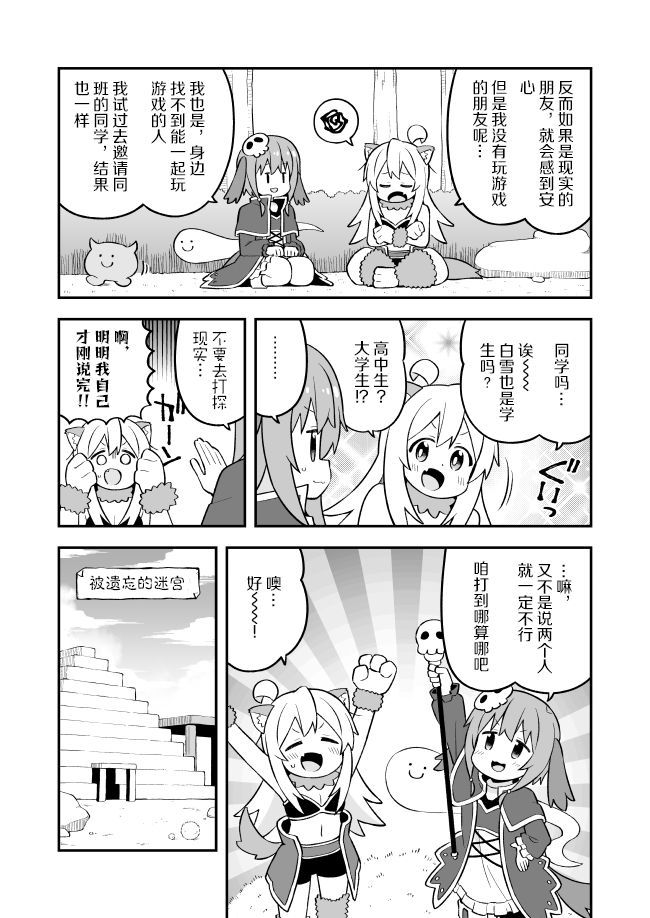 反而如果是现实的
朋友，就会感到安
心
但是我没有玩游戏
的朋友呢…
我也是，身边
找不到能一起玩
游戏的人
我试过去邀请同
班的同学，结果
也一样
同学吗…
诶～～
白雪也是学
生吗？
ぐいっ
高中生？
大学生!?
………
不要去打探
现实…
ガーン
啊，
明明我自己
才刚说完!!
…嘛，
又不是说两个人
就一定不行
咱打到哪算哪吧
噢…
好～～！
被遗忘的迷宫